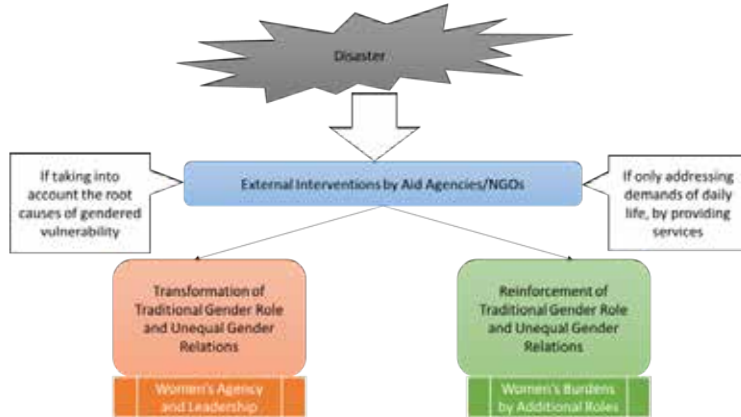 Disaster
If taking into
account the root
causes of gendered
vulnerability
External Interventions by Aid Agencies/NGOs
If only addressing
demands of daily
life, by providing
services
Transformation of
Traditional Gender Role
and Unequal Gender
Relations
Reinforcement of
Traditional Gender Role
and Unequal Gender
Relations
Women's Agency
and Leadership
Women's Burdens
by Additional Roles